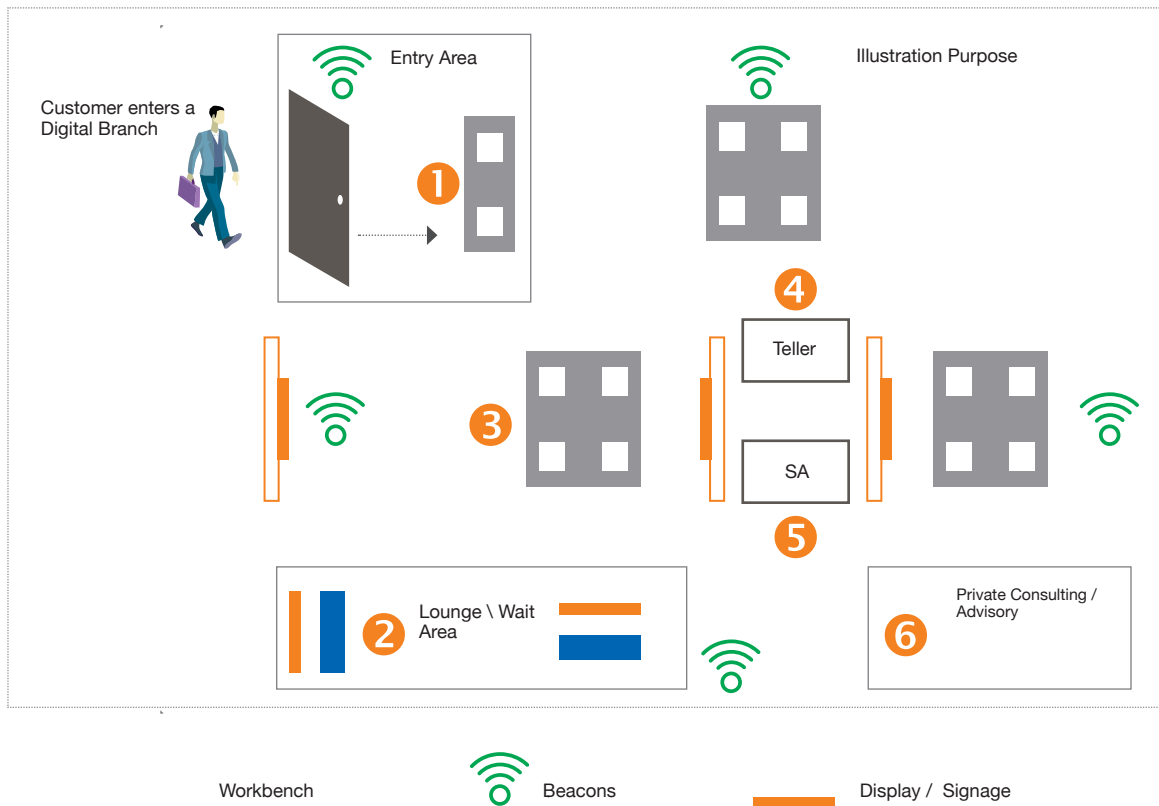 Entry Area
Illustration Purpose
Customer enters a
Digital Branch
1
4
Teller
3
SA
5
2
Lounge \ Wait
Area
6
Private Consulting /
Advisory
Workbench
Beacons
Display / Signage